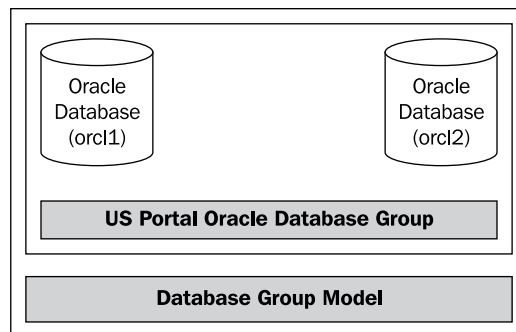 Oracle
Database
(orcl1)
Oracle
Database
(orcl2)
US Portal Oracle Database Group
Database Group Model